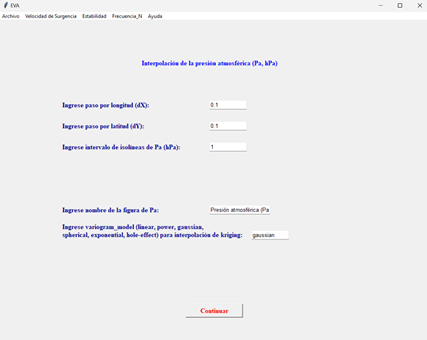 EVA
Archivo Velocidad de Surgencia Estabilidad Frecuencia_N Ayuda
Interpolación de la presión atmosférica (Pa, hPa)
Ingrese paso por longitud (dX): 0.1
Ingrese paso por latitud (dY): 0.1
Ingrese intervalo de isolíneas de Pa (hPa): 1
Ingrese nombre de la figura de Pa: Presión atmosférica (Pa
Ingrese variogram_model (linear, power, gaussian,
spherical, exponential, hole-effect) para interpolación de kriging: gaussian
Continuar